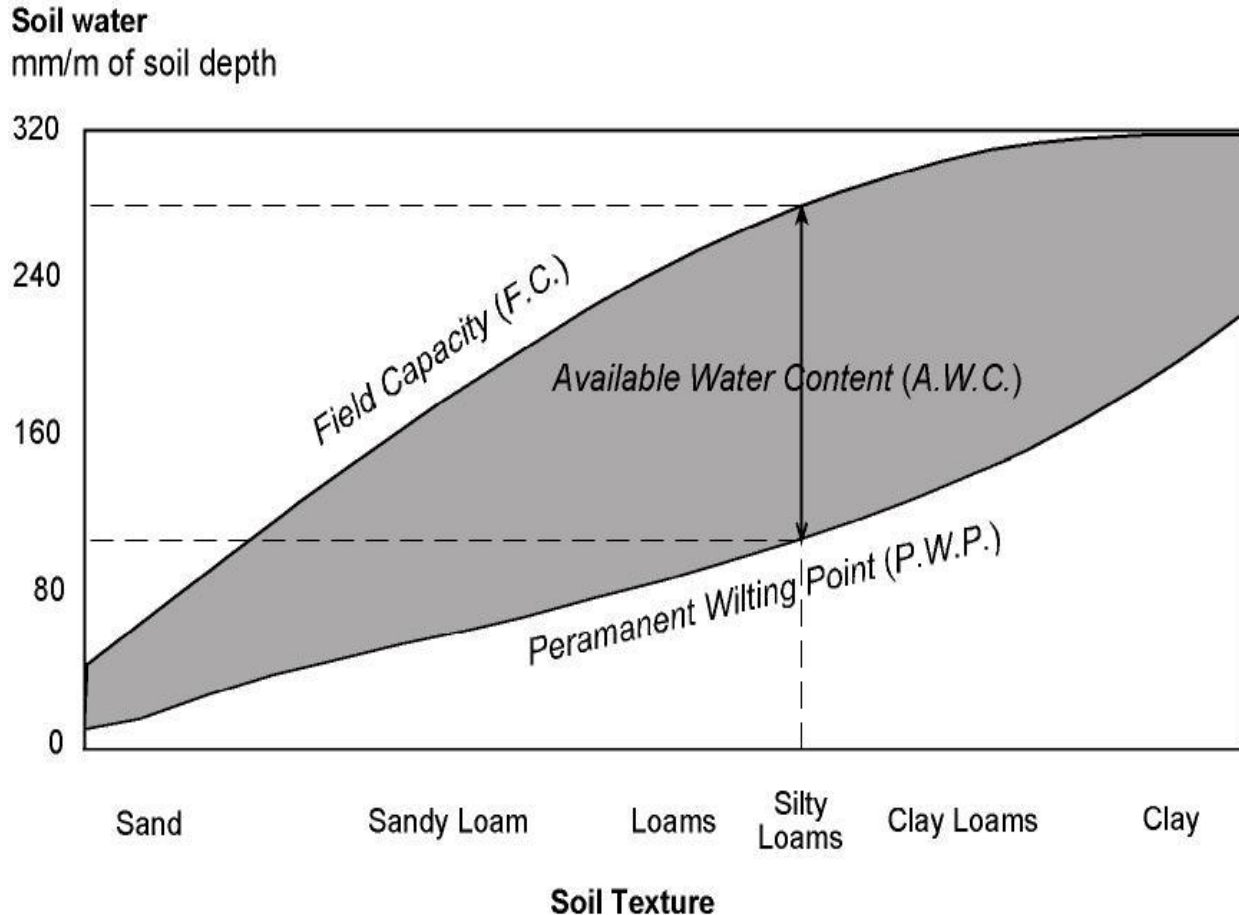 Soil water
mm/m of soil depth
320
240
160
80
0
Field Capacity (F.C.)
Available Water Content (A.W.C.)
Peramanent Wilting Point (P.W.P.)
Sand
Sandy Loam
Loams
Silty
Loams
Clay Loams
Clay
Soil Texture